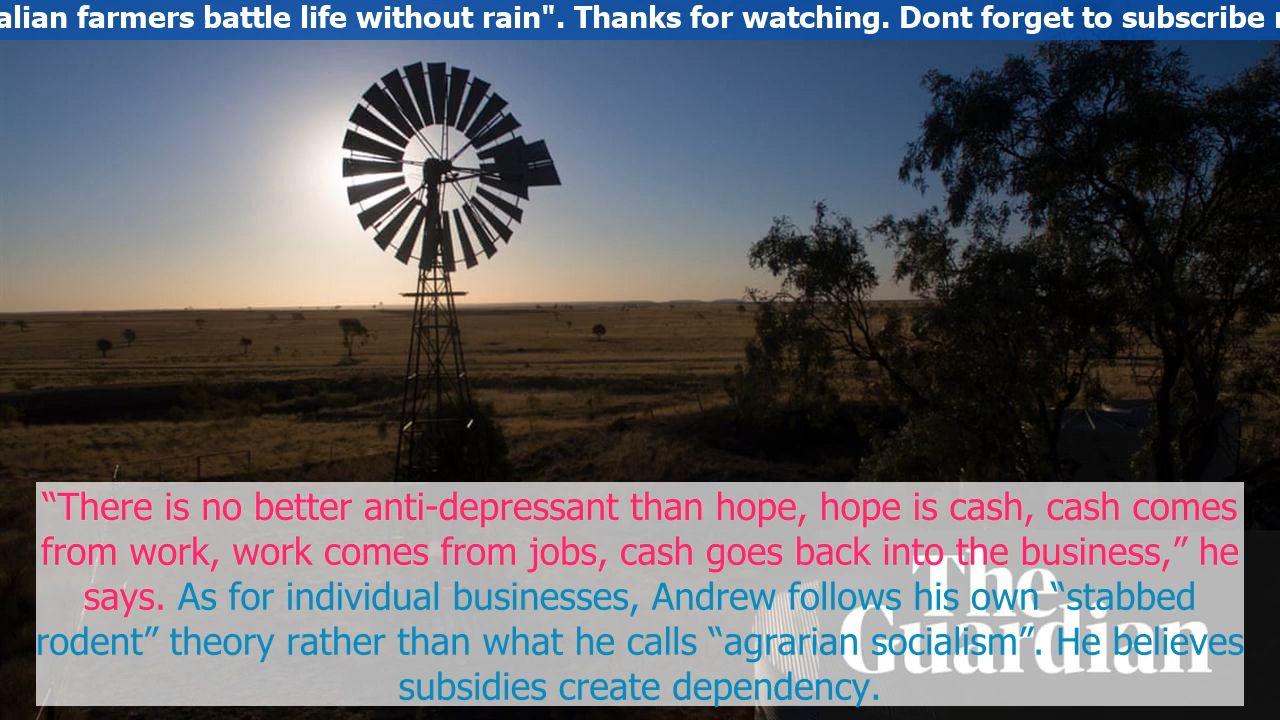 alian farmers battle life without rain". Thanks for watching. Dont forget to subscribe
“There is no better anti-depressant than hope, hope is cash, cash comes
from work, work comes from jobs, cash goes back into the business,” he
says. As for individual businesses, Andrew follows his own “stabbed
rodent” theory rather than what he calls “agrarian socialism”. He believes
subsidies create dependency.
The
Guardian